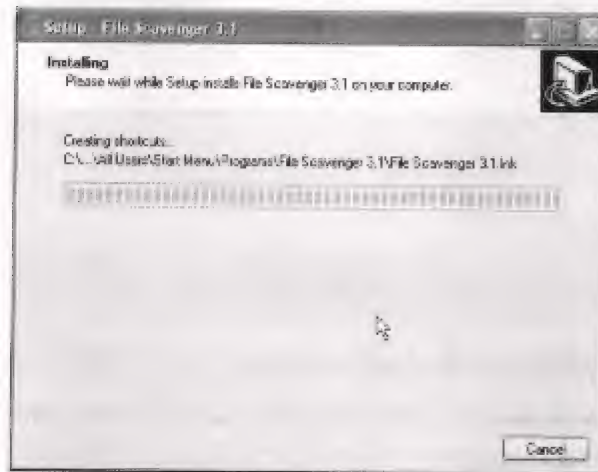 Setup File Scavenger 3.1
Installing
Please wait while Setup installs File Scavenger 3.1 on your computer.
Creating shortcuts...
C:\...\All Users\Start Menu\Programs\File Scavenger 3.1\File Scavenger 3.1.lnk
Cancel